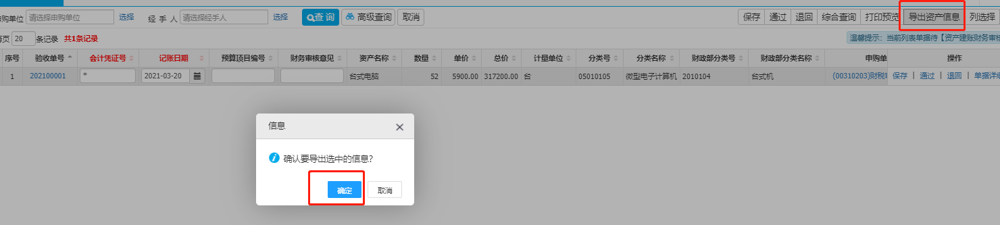 申购单位 请选择申购单位 选择 经 手 人 请选择经手人 选择 查 询 高级查询 取消 保存 通过 退回 综合查询 打印预览 导出资产信息 列选择
每页 20 条记录 共1条记录 温馨提示：当前列表单据待【资产建账财务审核
序号 验收单号 会计凭证号 记账日期 预算项目编号 财务审核意见 资产名称 数量 单价 总价 计量单位 分类号 分类名称 财政部分类号 财政部分类名称 申购单 操作
1 202100001 * 2021-03-20 台式电脑 52 5900.00 317200.00 台 05010105 微型电子计算机 2010104 台式机 (00310203)财税 保存 | 通过 | 退回 | 单据详细
信息
确认要导出选中的信息?
确定 取消